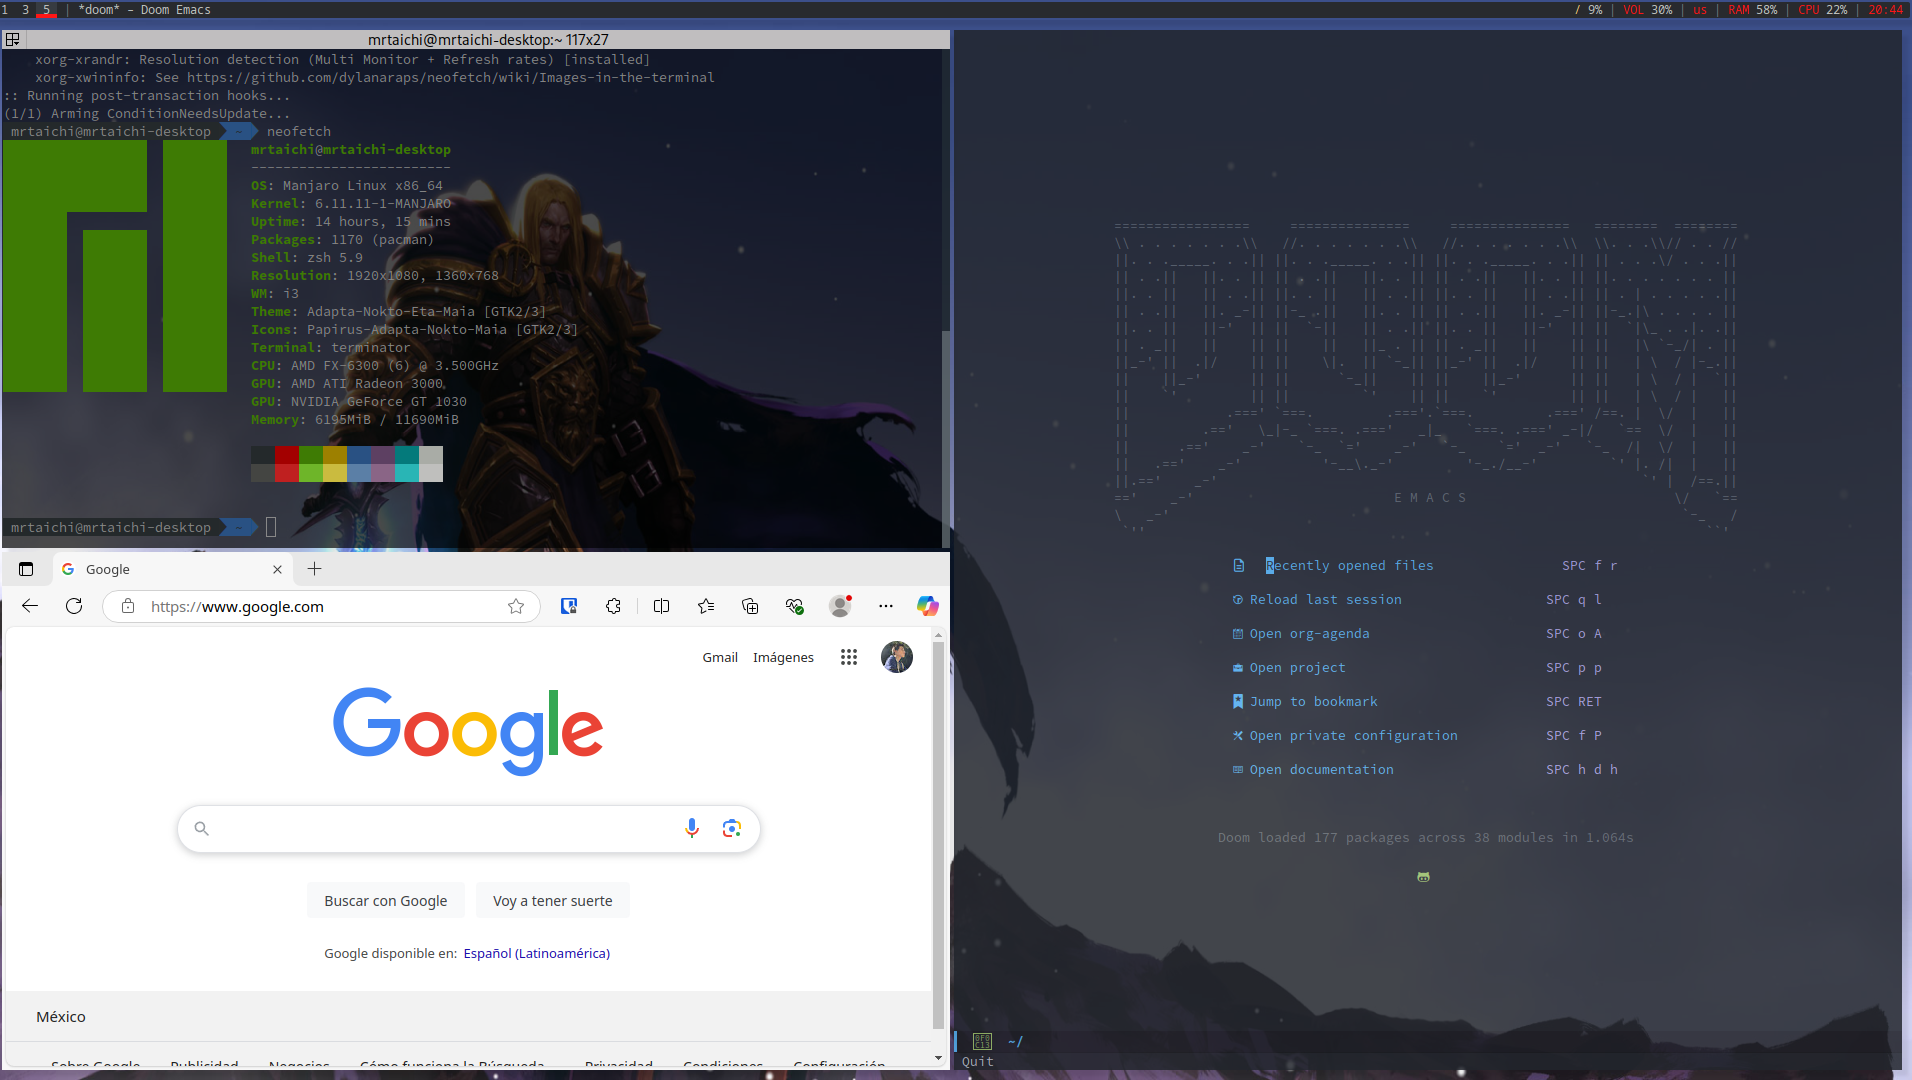 1 3 5 | *doom* – Doom Emacs
/ 9% | VOL 30% | us | RAM 58% | CPU 22% | 20:44
mrtaichi@mrtaichi-desktop:~ 117x27
xorg-xrandr: Resolution detection (Multi Monitor + Refresh rates) [installed]
xorg-xwininfo: See https://github.com/dylanaraps/neofetch/wiki/Images-in-the-terminal
:: Running post-transaction hooks...
(1/1) Arming ConditionNeedsUpdate...
mrtaichi@mrtaichi-desktop ~ neofetch
mrtaichi@mrtaichi-desktop
-------------------------
OS: Manjaro Linux x86_64
Kernel: 6.11.11-1-MANJARO
Uptime: 14 hours, 15 mins
Packages: 1170 (pacman)
Shell: zsh 5.9
Resolution: 1920x1080, 1360x768
WM: i3
Theme: Adapta-Nokto-Eta-Maia [GTK2/3]
Icons: Papirus-Adapta-Nokto-Maia [GTK2/3]
Terminal: terminator
CPU: AMD FX-6300 (6) @ 3.500GHz
GPU: AMD ATI Radeon 3000
GPU: NVIDIA GeForce GT 1030
Memory: 6195MiB / 11690MiB
mrtaichi@mrtaichi-desktop ~
Google
https://www.google.com
Gmail Imágenes
Google
Buscar con Google Voy a tener suerte
Google disponible en: Español (Latinoamérica)
México
Sobre Google Publicidad Negocios Cómo funciona la Búsqueda Privacidad Condiciones Configuración
DOOM
E M A C S
Recently opened files SPC f r
Reload last session SPC q l
Open org-agenda SPC o A
Open project SPC p p
Jump to bookmark SPC RET
Open private configuration SPC f P
Open documentation SPC h d h
Doom loaded 177 packages across 38 modules in 1.064s
0F0C13 ~/
Quit